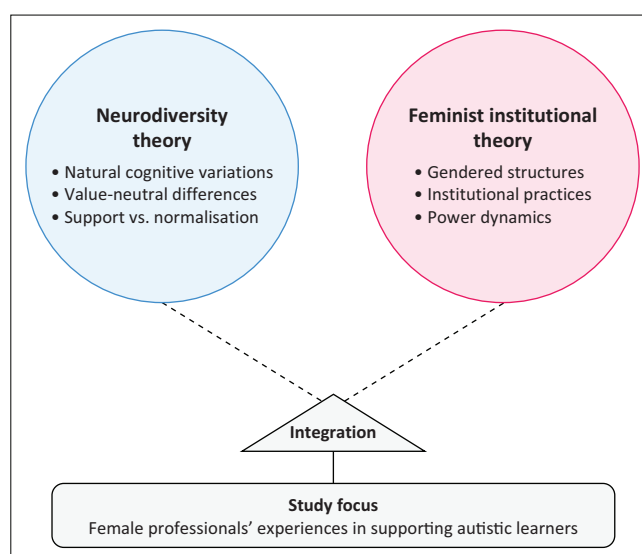 Neurodiversity
theory
• Natural cognitive variations
• Value-neutral differences
• Support vs. normalisation
Feminist institutional
theory
• Gendered structures
• Institutional practices
• Power dynamics
Integration
Study focus
Female professionals’ experiences in supporting autistic learners